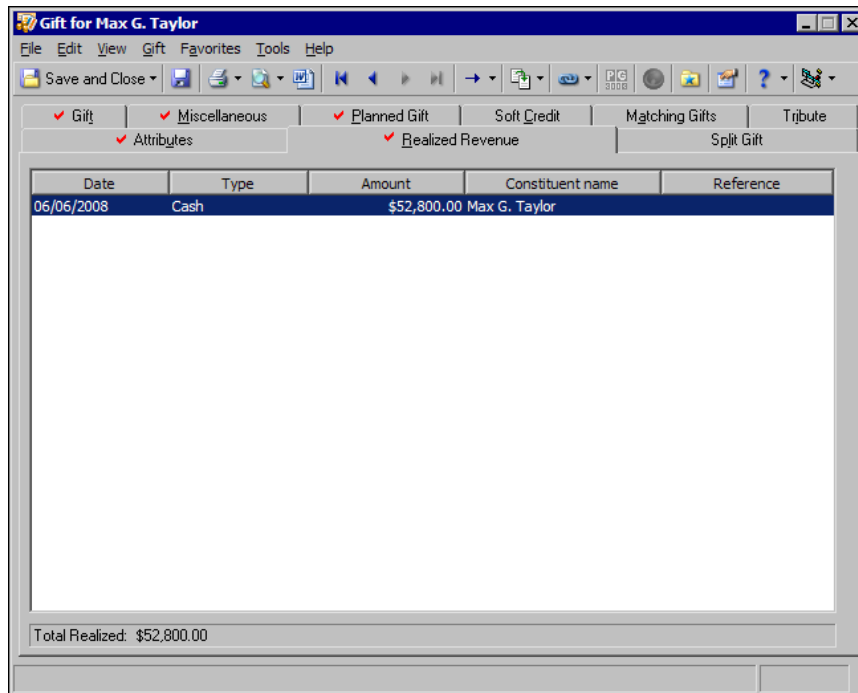 Gift for Max G. Taylor
File Edit View Gift Favorites Tools Help
Save and Close
Gift Miscellaneous Planned Gift Soft Credit Matching Gifts Tribute
Attributes Realized Revenue Split Gift
Date Type Amount Constituent name Reference
06/06/2008 Cash $52,800.00 Max G. Taylor
Total Realized: $52,800.00